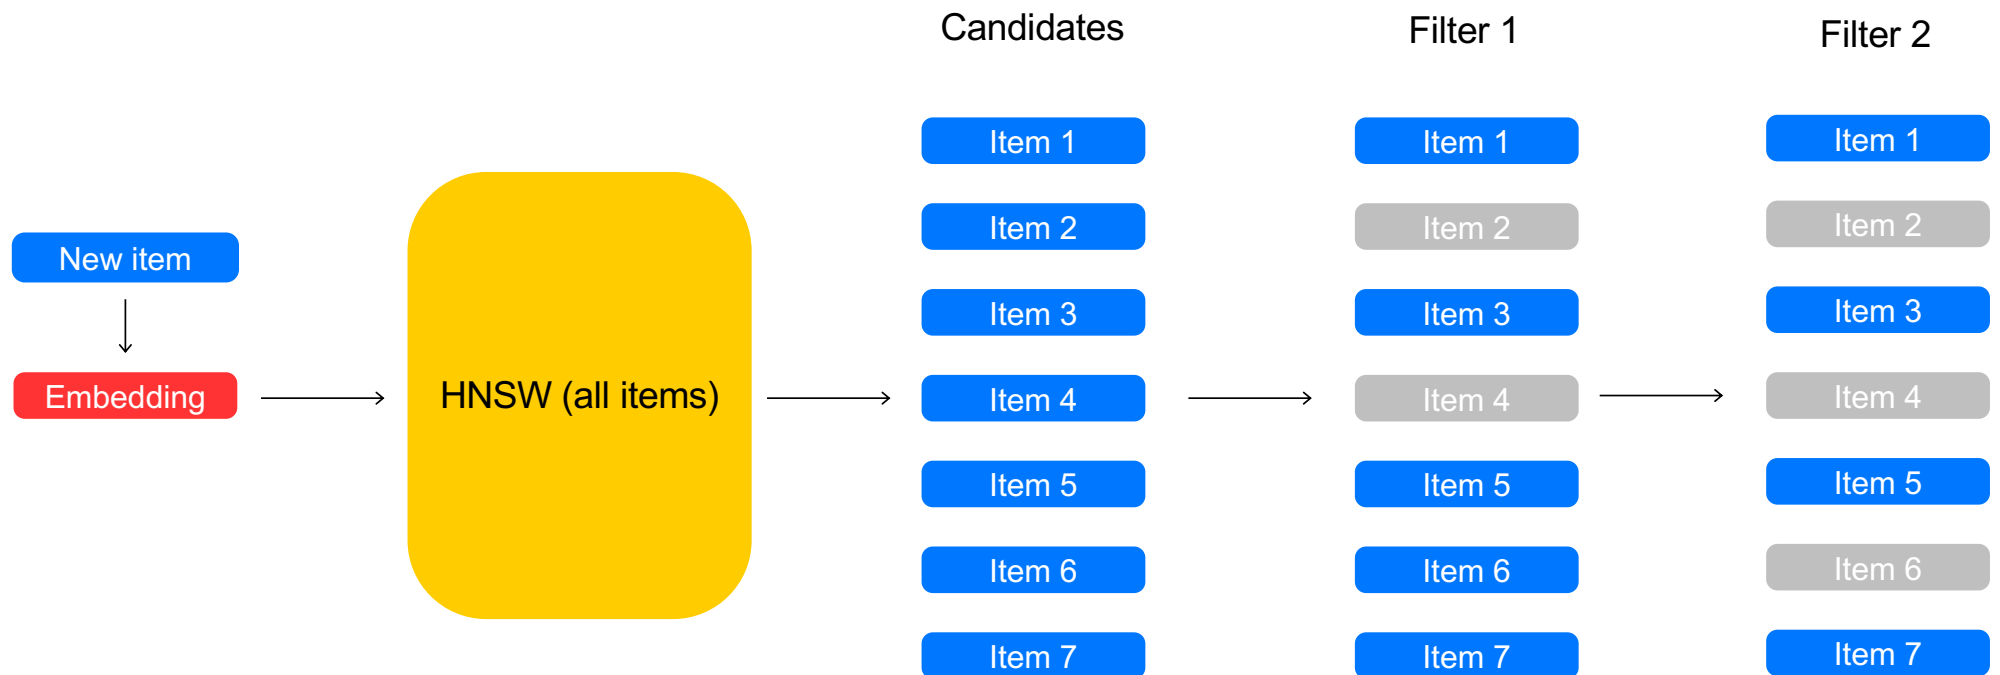 New item
Embedding
HNSW (all items)
Candidates
Item 1
Item 2
Item 3
Item 4
Item 5
Item 6
Item 7
Filter 1
Item 1
Item 2
Item 3
Item 4
Item 5
Item 6
Item 7
Filter 2
Item 1
Item 2
Item 3
Item 4
Item 5
Item 6
Item 7